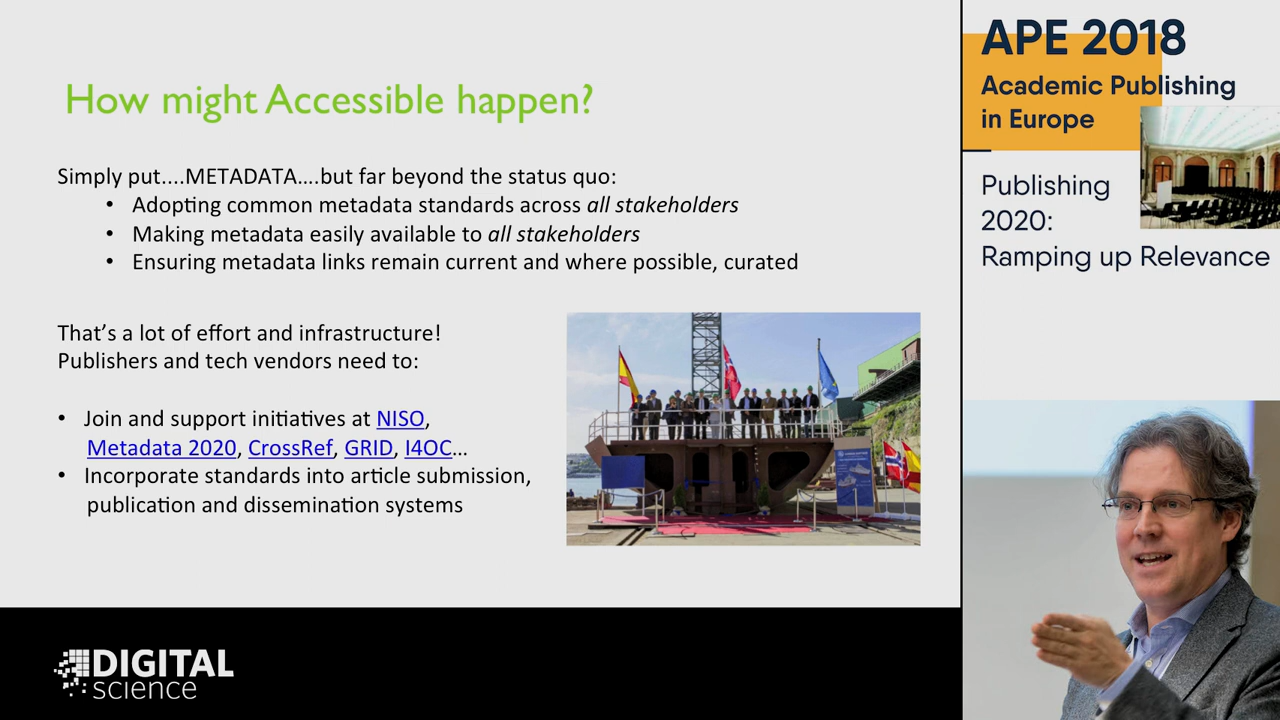 How might Accessible happen?
Simply put....METADATA....but far beyond the status quo:
• Adopting common metadata standards across all stakeholders
• Making metadata easily available to all stakeholders
• Ensuring metadata links remain current and where possible, curated
That's a lot of effort and infrastructure!
Publishers and tech vendors need to:
• Join and support initiatives at NISO,
Metadata 2020, CrossRef, GRID, I4OC...
• Incorporate standards into article submission,
publication and dissemination systems
DIGITAL
science
APE 2018
Academic Publishing
in Europe
Publishing
2020:
Ramping up Relevance